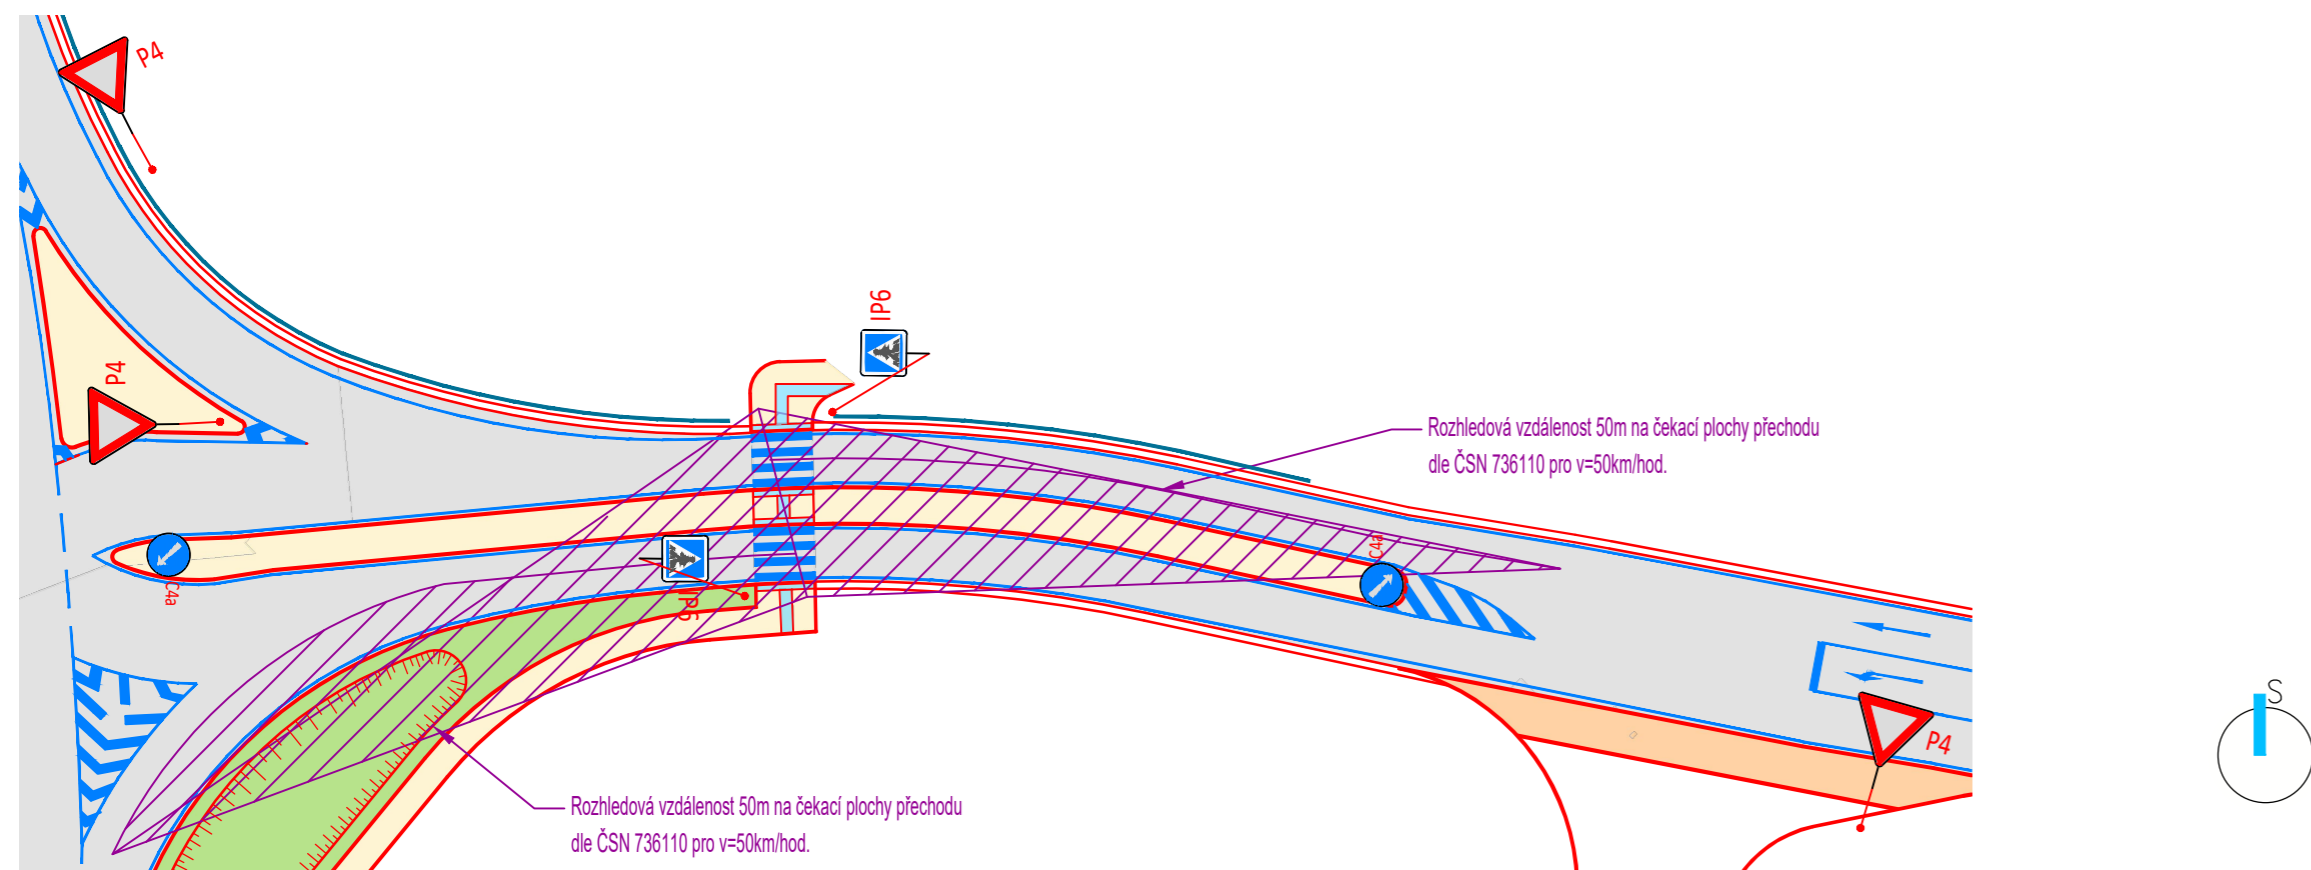 P4
IP6
P4
Rozhledová vzdálenost 50m na čekací plochy přechodu
dle ČSN 736110 pro v=50km/hod.
C4a
C4a
IP6
S
P4
Rozhledová vzdálenost 50m na čekací plochy přechodu
dle ČSN 736110 pro v=50km/hod.